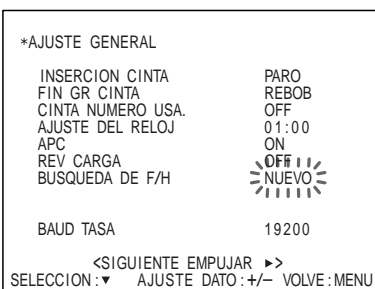 *AJUSTE GENERAL
INSERCION CINTA PARO
FIN GR CINTA REBOB
CINTA NUMERO USA. OFF
AJUSTE DEL RELOJ 01:00
APC ON
REV CARGA OFF
BUSQUEDA DE F/H NUEVO
BAUD TASA 19200
<SIGUIENTE EMPUJAR ►>
SELECCION:▼ AJUSTE DATO:+/– VOLVE:MENU